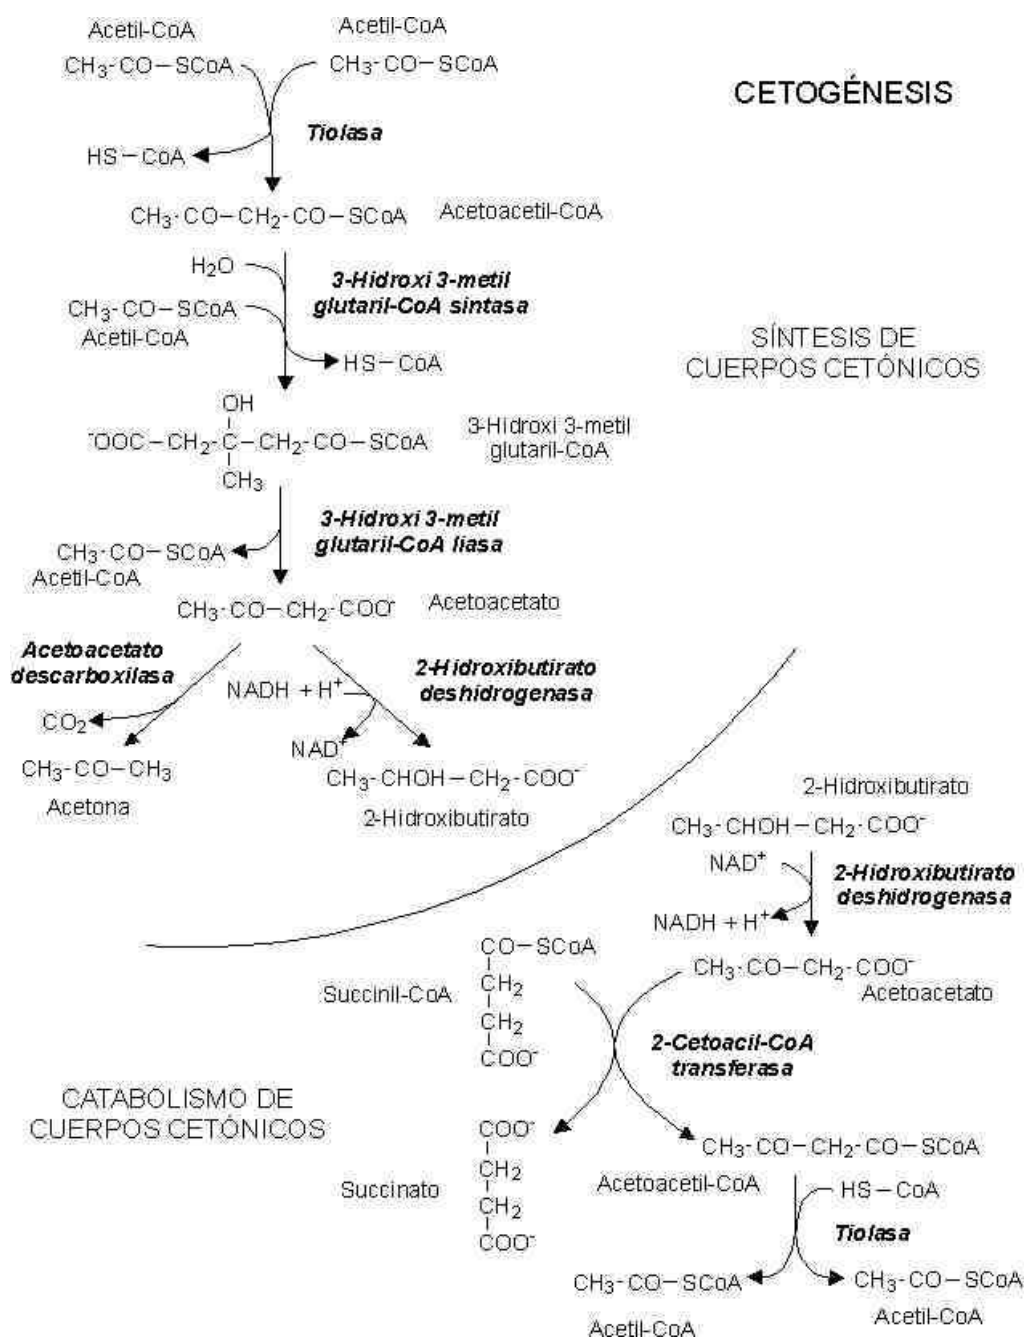 Acetil-CoA
Acetil-CoA
CH3-CO-SCoA
CH3-CO-SCoA
CETOGÉNESIS
Tiolasa
HS-CoA
CH3-CO-CH2-CO-SCoA
Acetoacetil-CoA
H2O
3-Hidroxi 3-metil
glutaril-CoA sintasa
CH3-CO-SCoA
Acetil-CoA
HS-CoA
SÍNTESIS DE
CUERPOS CETÓNICOS
OH
-OOC-CH2-C-CH2-CO-SCoA
CH3
3-Hidroxi 3-metil
glutaril-CoA
3-Hidroxi 3-metil
glutaril-CoA liasa
CH3-CO-SCoA
Acetil-CoA
CH3-CO-CH2-COO-
Acetoacetato
Acetoacetato
descarboxilasa
2-Hidroxibutirato
deshidrogenasa
NADH + H+
CO2
NAD+
CH3-CO-CH3
Acetona
CH3-CHOH-CH2-COO-
2-Hidroxibutirato
2-Hidroxibutirato
CH3-CHOH-CH2-COO-
NAD+
2-Hidroxibutirato
deshidrogenasa
NADH + H+
CO-SCoA
CH2
CH2
COO-
Succinil-CoA
CH3-CO-CH2-COO-
Acetoacetato
2-Cetoacil-CoA
transferasa
CATABOLISMO DE
CUERPOS CETÓNICOS
COO-
CH2
CH2
COO-
Succinato
CH3-CO-CH2-CO-SCoA
Acetoacetil-CoA
HS-CoA
Tiolasa
CH3-CO-SCoA
Acetil-CoA
CH3-CO-SCoA
Acetil-CoA